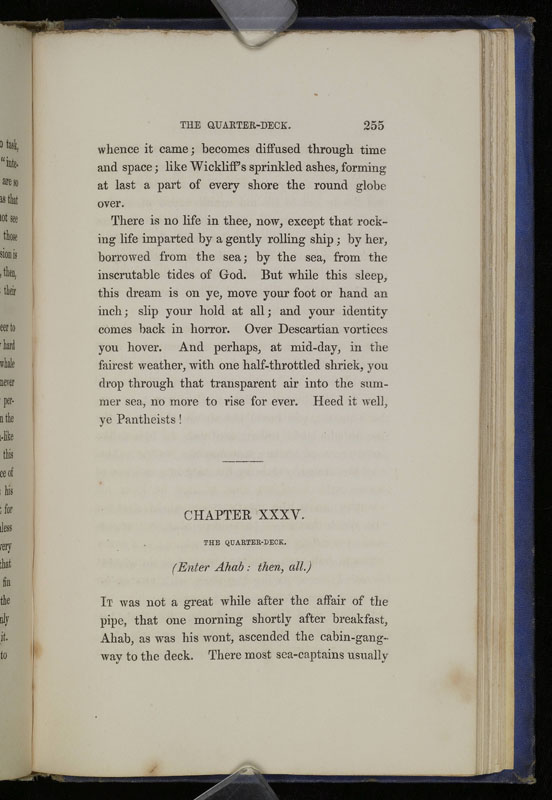 THE QUARTER-DECK. 255
whence it came; becomes diffused through time
and space; like Wickliff's sprinkled ashes, forming
at last a part of every shore the round globe
over.
There is no life in thee, now, except that rock-
ing life imparted by a gently rolling ship; by her,
borrowed from the sea; by the sea, from the
inscrutable tides of God. But while this sleep,
this dream is on ye, move your foot or hand an
inch; slip your hold at all; and your identity
comes back in horror. Over Descartian vortices
you hover. And perhaps, at mid-day, in the
fairest weather, with one half-throttled shriek, you
drop through that transparent air into the sum-
mer sea, no more to rise for ever. Heed it well,
ye Pantheists!
CHAPTER XXXV.
THE QUARTER-DECK.
(Enter Ahab: then, all.)
IT was not a great while after the affair of the
pipe, that one morning shortly after breakfast,
Ahab, as was his wont, ascended the cabin-gang-
way to the deck. There most sea-captains usually